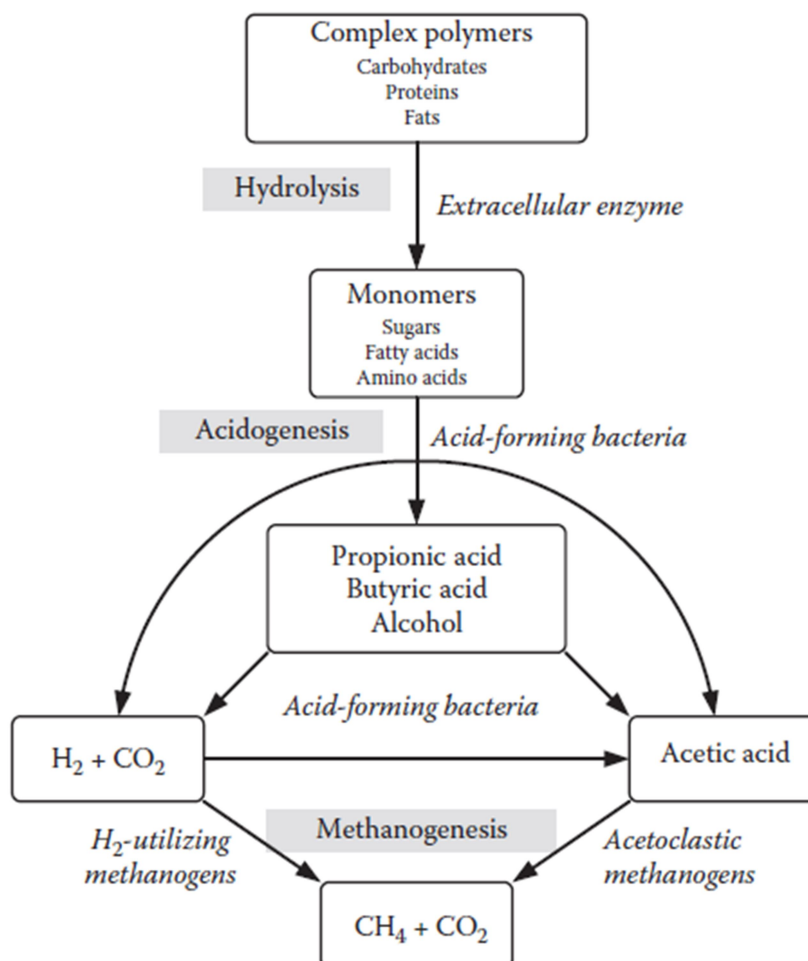 Complex polymers
Carbohydrates
Proteins
Fats
Hydrolysis
Extracellular enzyme
Monomers
Sugars
Fatty acids
Amino acids
Acidogenesis
Acid-forming bacteria
Propionic acid
Butyric acid
Alcohol
Acid-forming bacteria
H₂ + CO₂
Acetic acid
Methanogenesis
H₂-utilizing
methanogens
Acetoclastic
methanogens
CH₄ + CO₂